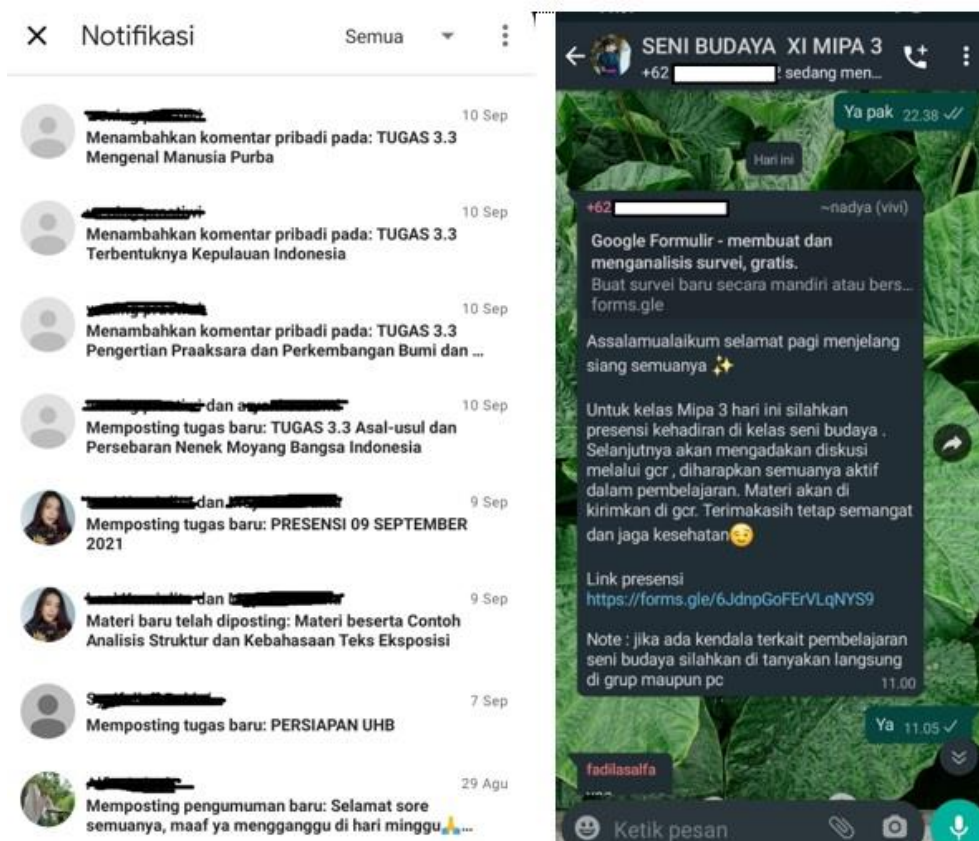 Notifikasi
Semua
10 Sep
Menambahkan komentar pribadi pada: TUGAS 3.3
Mengenal Manusia Purba
10 Sep
Menambahkan komentar pribadi pada: TUGAS 3.3
Terbentuknya Kepulauan Indonesia
10 Sep
Menambahkan komentar pribadi pada: TUGAS 3.3
Pengertian Praaksara dan Perkembangan Bumi dan ...
dan 10 Sep
Memposting tugas baru: TUGAS 3.3 Asal-usul dan
Persebaran Nenek Moyang Bangsa Indonesia
dan 9 Sep
Memposting tugas baru: PRESENSI 09 SEPTEMBER
2021
dan 9 Sep
Materi baru telah diposting: Materi beserta Contoh
Analisis Struktur dan Kebahasaan Teks Eksposisi
7 Sep
Memposting tugas baru: PERSIAPAN UHB
29 Agu
Memposting pengumuman baru: Selamat sore
semuanya, maaf ya mengganggu di hari minggu🙏...
SENI BUDAYA XI MIPA 3
+62 sedang men...
Ya pak 22.38
Hari ini
+62 ~nadya (vivi)
Google Formulir - membuat dan
menganalisis survei, gratis.
Buat survei baru secara mandiri atau bers...
forms.gle
Assalamualaikum selamat pagi menjelang
siang semuanya ✨
Untuk kelas Mipa 3 hari ini silahkan
presensi kehadiran di kelas seni budaya .
Selanjutnya akan mengadakan diskusi
melalui gcr , diharapkan semuanya aktif
dalam pembelajaran. Materi akan di
kirimkan di gcr. Terimakasih tetap semangat
dan jaga kesehatan😉
Link presensi
https://forms.gle/6JdnpGoFErVLqNYS9
Note : jika ada kendala terkait pembelajaran
seni budaya silahkan di tanyakan langsung
di grup maupun pc
11.00
Ya 11.05
fadilasalfa
Ketik pesan